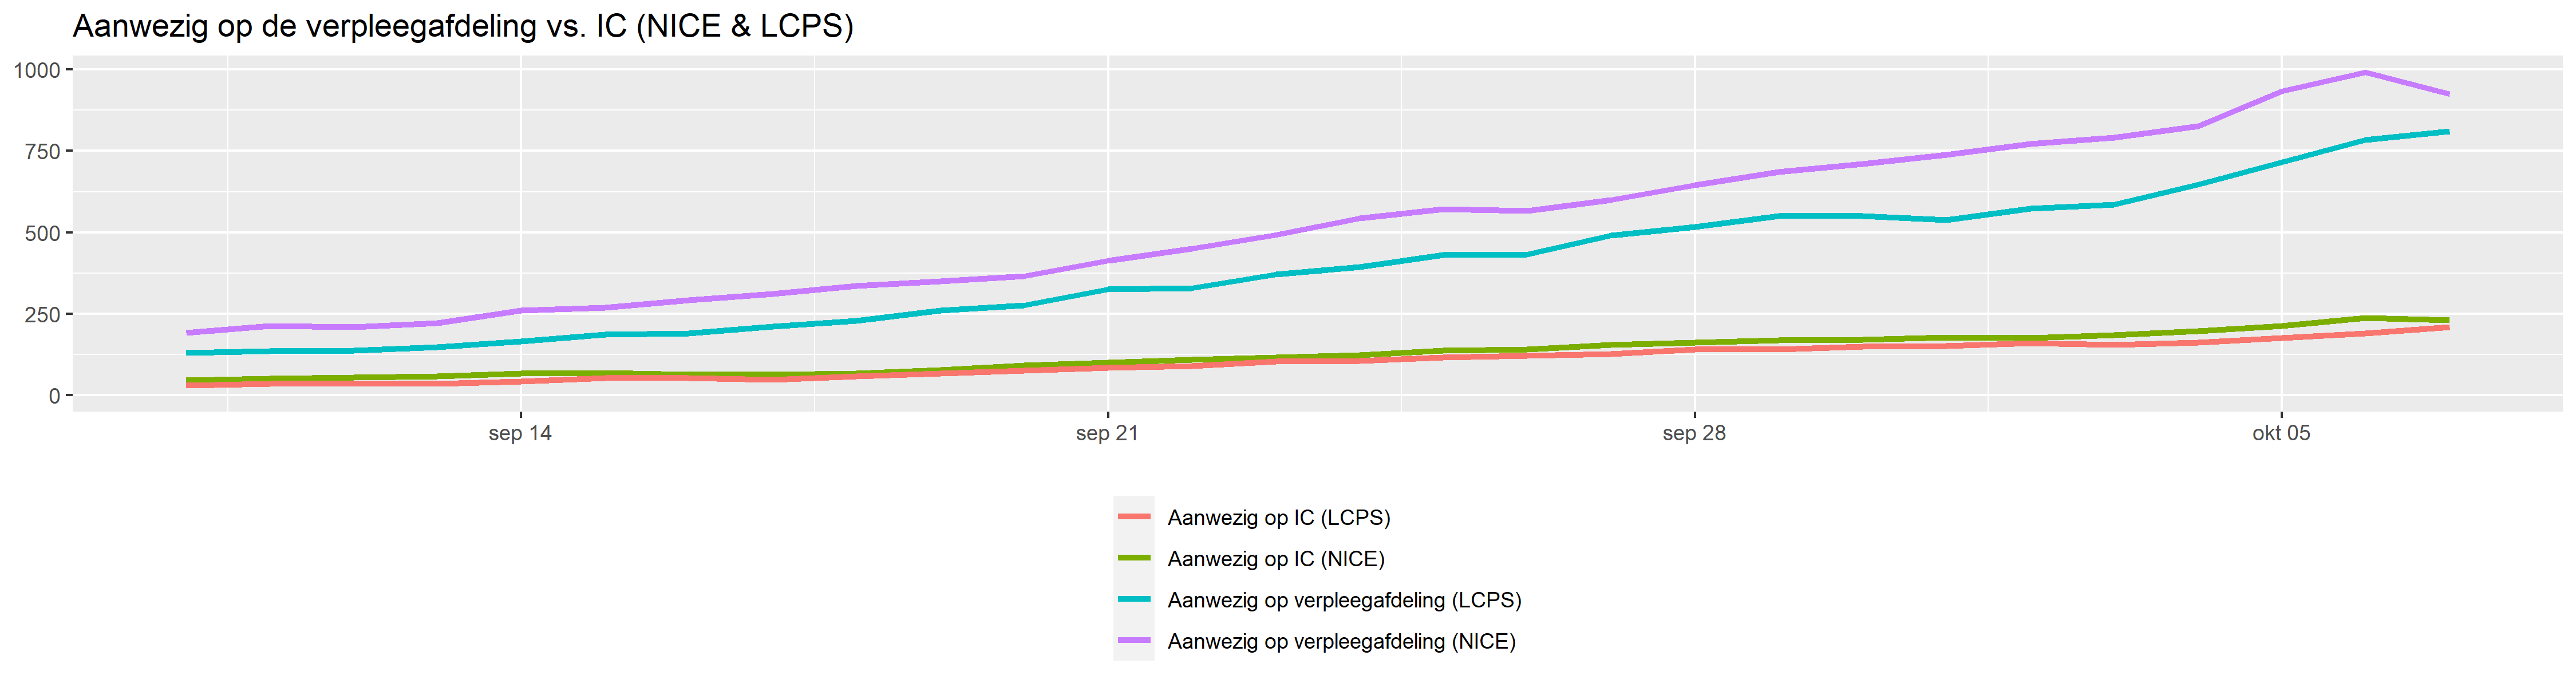 Aanwezig op de verpleegafdeling vs. IC (NICE & LCPS)
1000
750
500
250
0
sep 14 sep 21 sep 28 okt 05
Aanwezig op IC (LCPS)
Aanwezig op IC (NICE)
Aanwezig op verpleegafdeling (LCPS)
Aanwezig op verpleegafdeling (NICE)